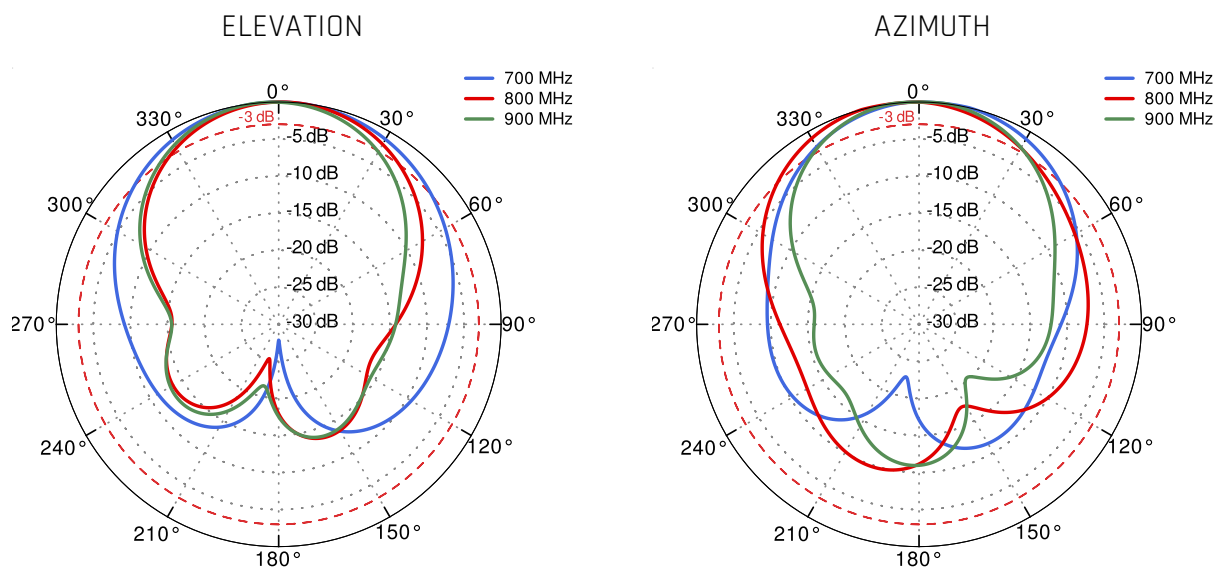 ELEVATION
700 MHz
800 MHz
900 MHz
0°
330°
-3 dB
30°
-5 dB
-10 dB
300°
60°
-15 dB
-20 dB
-25 dB
270°
-30 dB
90°
240°
120°
210°
150°
180°
AZIMUTH
700 MHz
800 MHz
900 MHz
0°
330°
-3 dB
30°
-5 dB
-10 dB
300°
60°
-15 dB
-20 dB
-25 dB
270°
-30 dB
90°
240°
120°
210°
150°
180°